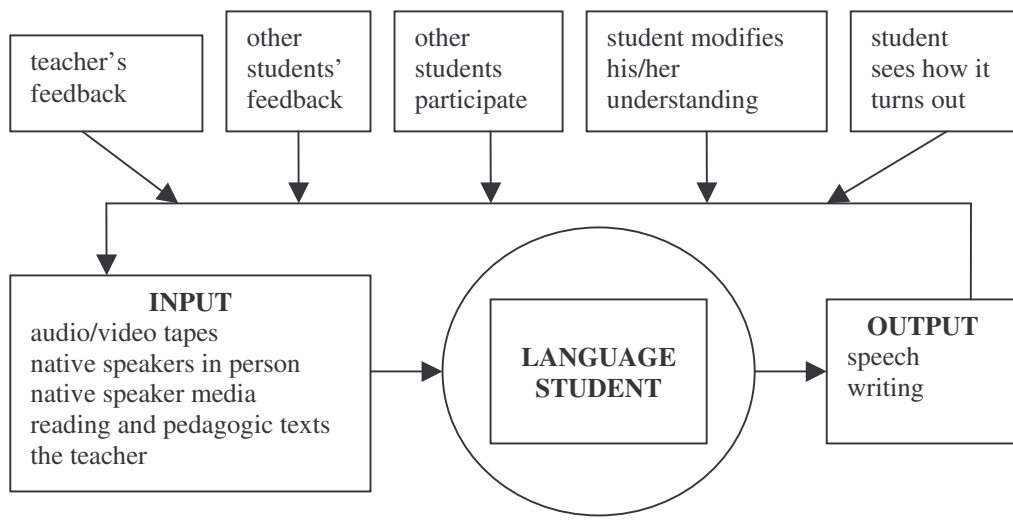 teacher’s
feedback
other
students’
feedback
other
students
participate
student modifies
his/her
understanding
student
sees how it
turns out
INPUT
audio/video tapes
native speakers in person
native speaker media
reading and pedagogic texts
the teacher
LANGUAGE
STUDENT
OUTPUT
speech
writing